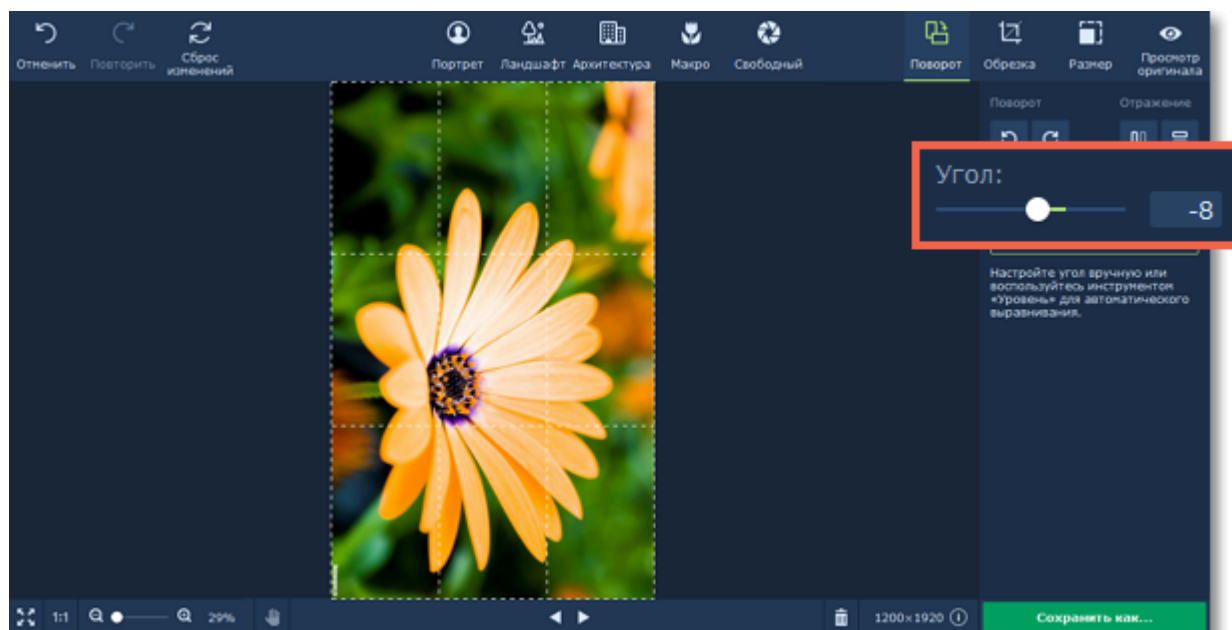 Отменить
Повторить
Сброс
изменений
Портрет
Ландшафт
Архитектура
Макро
Свободный
Поворот
Обрезка
Размер
Просмотр
оригинала
Поворот
Отражение
Угол:
-8
Настройте угол вручную или
воспользуйтесь инструментом
«Уровень» для автоматического
выравнивания.
1:1
29%
1200×1920
Сохранить как...